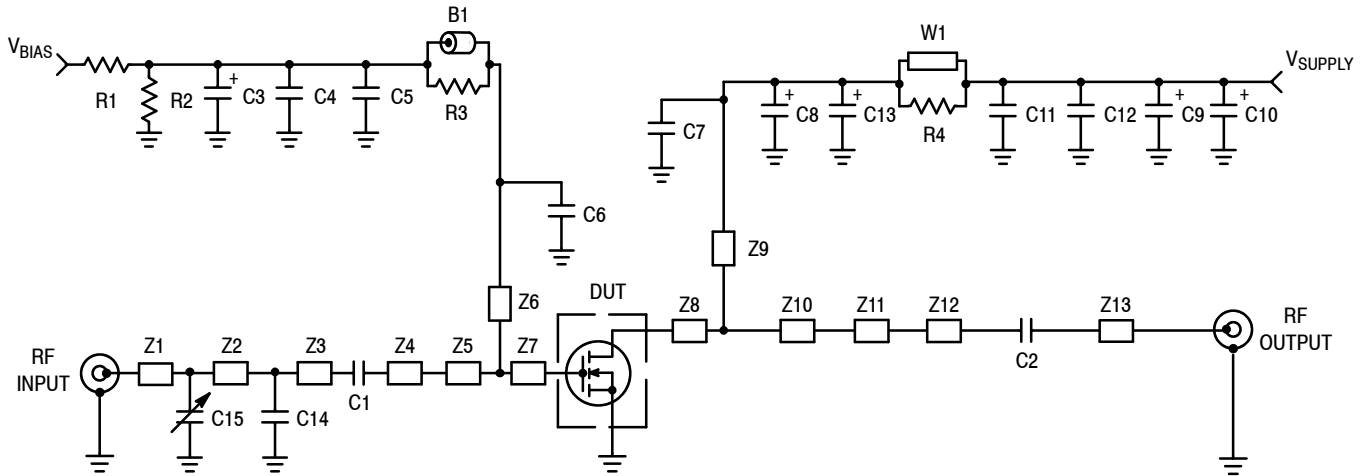 B1
VBIAS
R1
R2
+
C3
C4
C5
R3
C6
W1
VSUPPLY
C7
+
C8
+
C13
R4
C11
C12
+
C9
+
C10
Z9
Z6
DUT
Z8
Z10
Z11
Z12
Z13
RF
OUTPUT
C2
RF
INPUT
Z1
Z2
Z3
Z4
Z5
Z7
C1
C15
C14